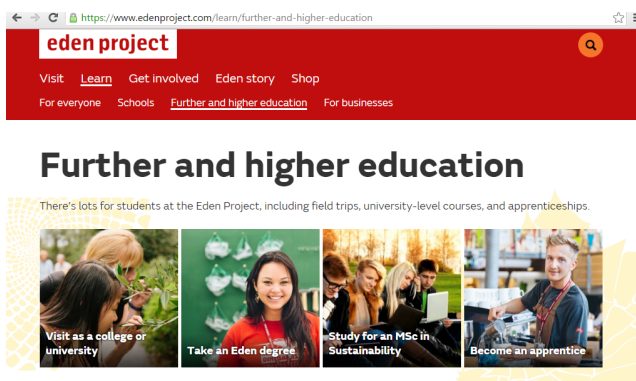 https://www.edenproject.com/learn/further-and-higher-education
eden project
Visit Learn Get involved Eden story Shop
For everyone Schools Further and higher education For businesses
Further and higher education
There's lots for students at the Eden Project, including field trips, university-level courses, and apprenticeships.
Visit as a college or
university
Take an Eden degree
Study for an MSc in
Sustainability
Become an apprentice